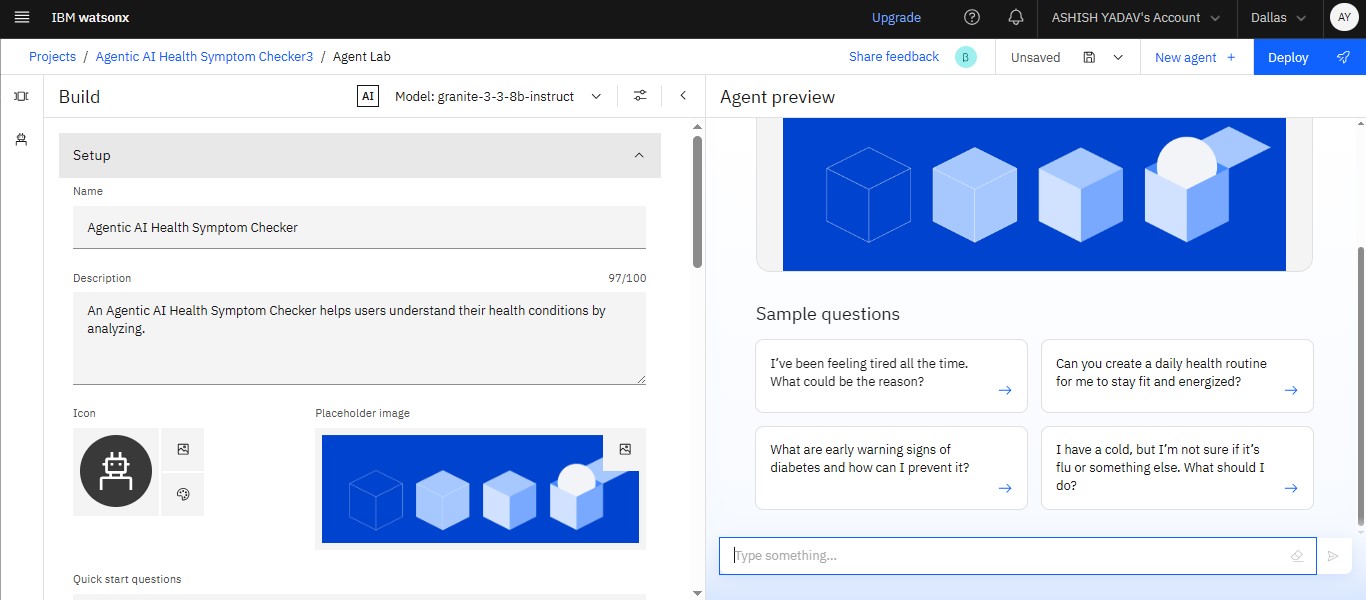 IBM watsonx
Upgrade
ASHISH YADAV's Account
Dallas
AY
Projects / Agentic AI Health Symptom Checker3 / Agent Lab
Share feedback
β
Unsaved
New agent +
Deploy
Build
AI
Model: granite-3-3-8b-instruct
Agent preview
Setup
Name
Agentic AI Health Symptom Checker
Description
97/100
An Agentic AI Health Symptom Checker helps users understand their health conditions by
analyzing.
Icon
Placeholder image
Quick start questions
Sample questions
I’ve been feeling tired all the time.
What could be the reason?
Can you create a daily health routine
for me to stay fit and energized?
What are early warning signs of
diabetes and how can I prevent it?
I have a cold, but I’m not sure if it’s
flu or something else. What should I
do?
Type something...